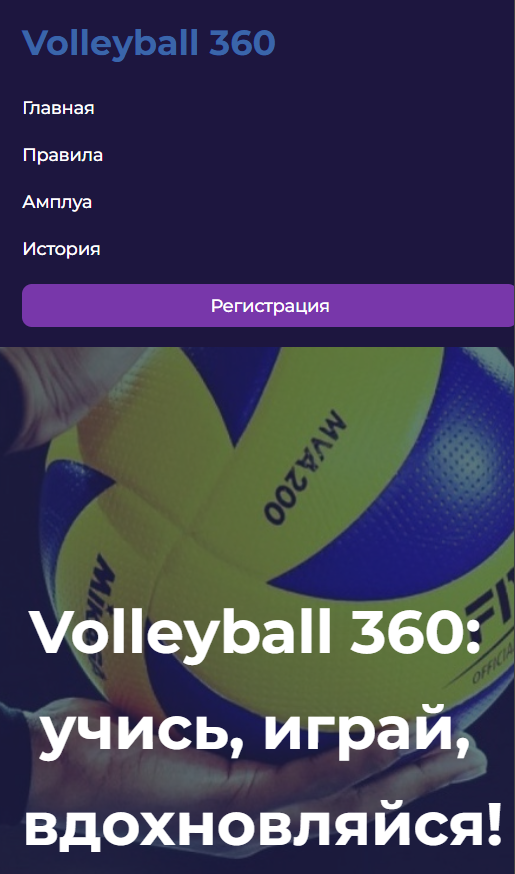 Volleyball 360
Главная
Правила
Амплуа
История
Регистрация
MVA200
Volleyball 360:
учись, играй,
вдохновляйся!